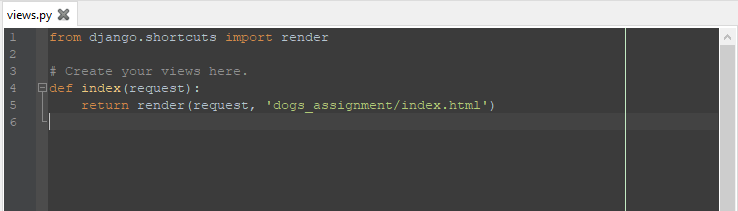 views.py
1 from django.shortcuts import render
2
3 # Create your views here.
4 def index(request):
5     return render(request, 'dogs_assignment/index.html')
6